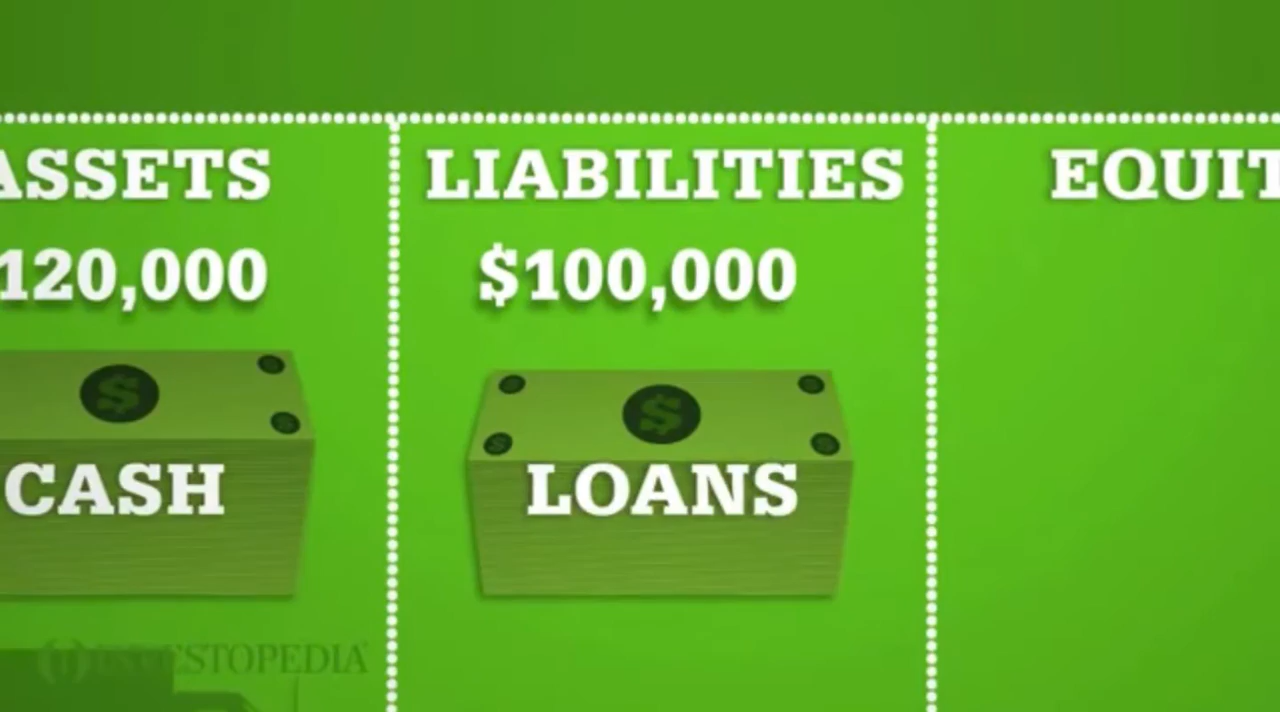 ASSETS
LIABILITIES
EQUIT
120,000
$100,000
CASH
LOANS
INVESTOPEDIA